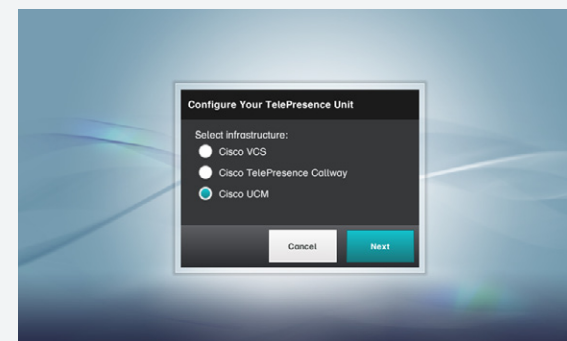 Configure Your TelePresence Unit
Select infrastructure:
Cisco VCS
Cisco TelePresence Callway
Cisco UCM
Cancel
Next